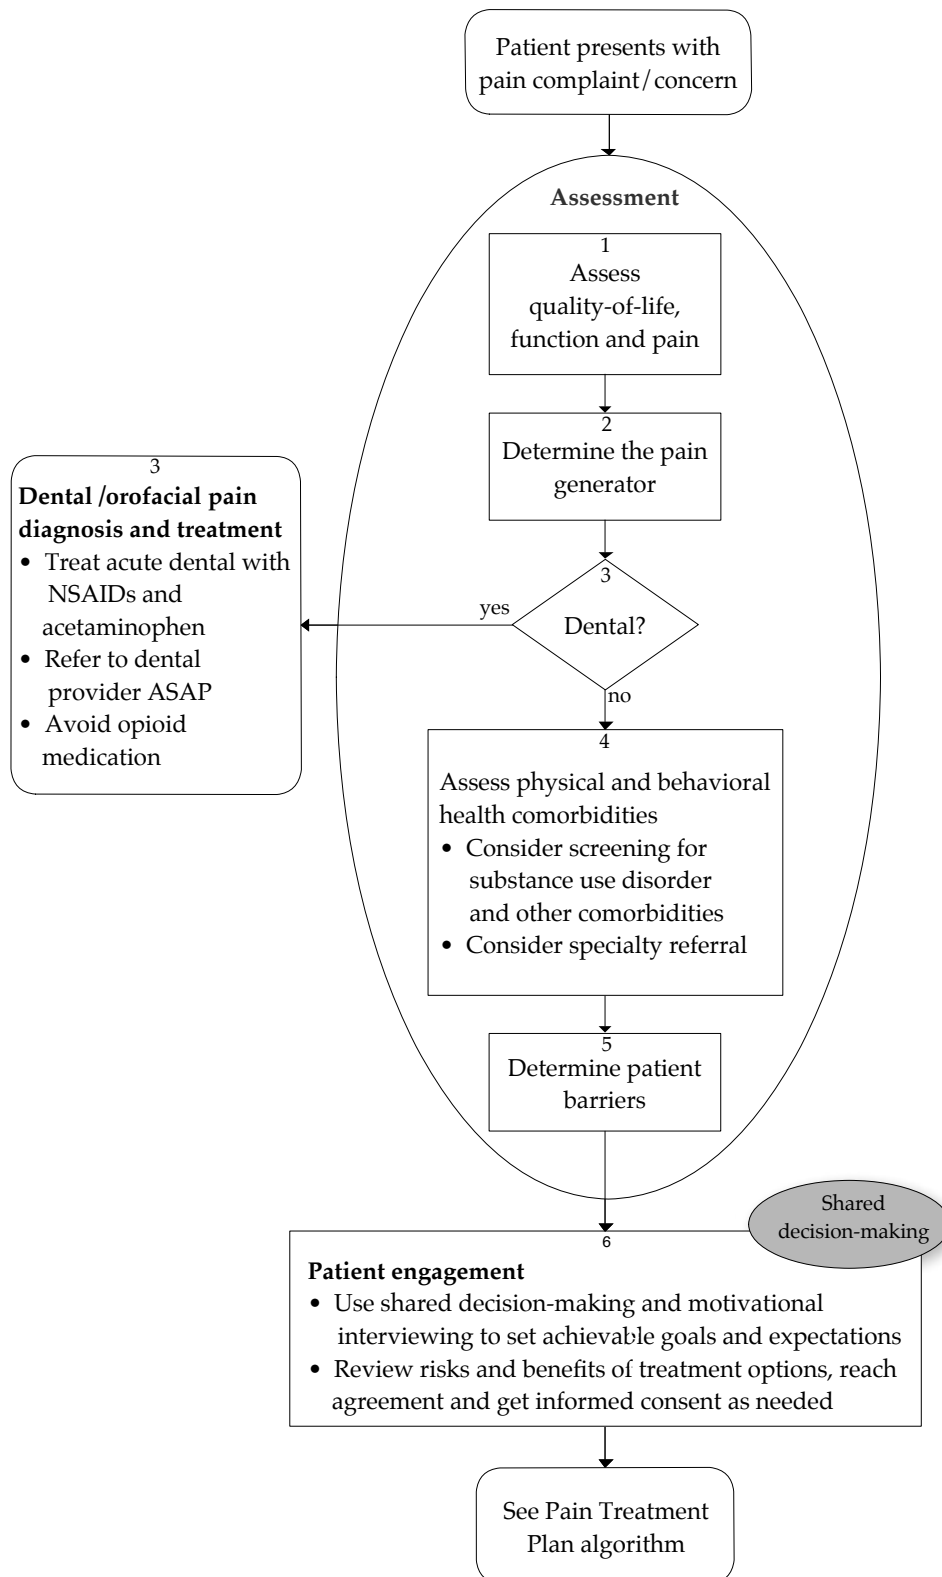 Patient presents with
pain complaint/concern
Assessment
1
Assess
quality-of-life,
function and pain
2
Determine the pain
generator
3
Dental?
yes
no
3
Dental /orofacial pain
diagnosis and treatment
• Treat acute dental with
NSAIDs and
acetaminophen
• Refer to dental
provider ASAP
• Avoid opioid
medication
4
Assess physical and behavioral
health comorbidities
• Consider screening for
substance use disorder
and other comorbidities
• Consider specialty referral
5
Determine patient
barriers
Shared
decision-making
6
Patient engagement
• Use shared decision-making and motivational
interviewing to set achievable goals and expectations
• Review risks and benefits of treatment options, reach
agreement and get informed consent as needed
See Pain Treatment
Plan algorithm